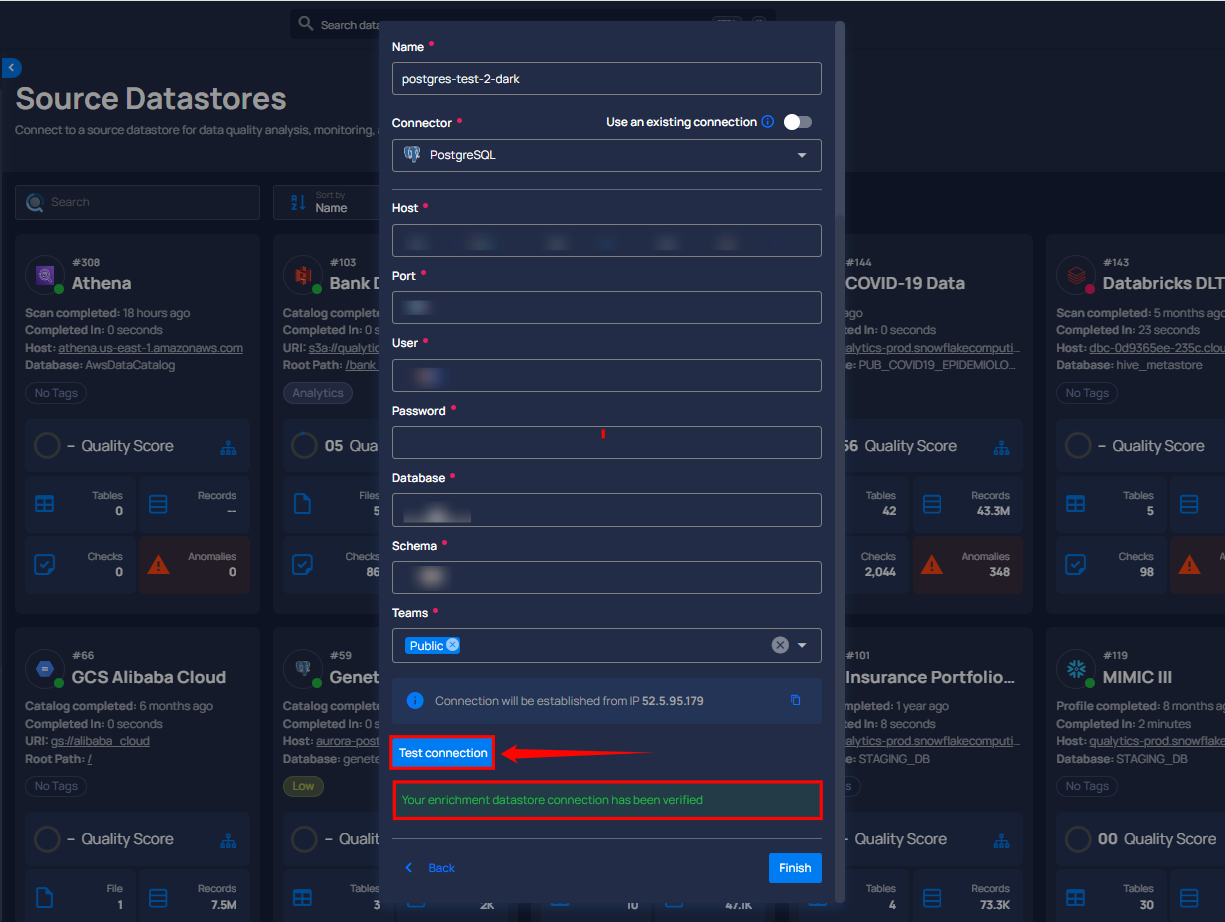 Search data
Name *
postgres-test-2-dark
Connector *
Use an existing connection
PostgreSQL
Host *
Port *
User *
Password *
Database *
Schema *
Teams *
Public
Connection will be established from IP 52.5.95.179
Test connection
Your enrichment datastore connection has been verified
Back
Finish
Source Datastores
Connect to a source datastore for data quality analysis, monitoring,
Search
Sort by
Name
#308
Athena
Scan completed: 18 hours ago
Completed In: 0 seconds
Host: athena.us-east-1.amazonaws.com
Database: AwsDataCatalog
No Tags
– Quality Score
Tables
0
Records
--
Checks
0
Anomalies
0
#103
Bank D
Catalog complete
Completed In: 0 s
URI: s3a://qualytic
Root Path: /bank_
Analytics
05 Qua
Files
5
Checks
86
#144
COVID-19 Data
ago
0 seconds
alytics-prod.snowflakecomputi...
PUB_COVID19_EPIDEMIOLO...
56 Quality Score
Tables
42
Records
43.3M
Checks
2,044
Anomalies
348
#143
Databricks DLT
Scan completed: 5 months ago
Completed In: 23 seconds
Host: dbc-0d9365ee-235c.clou
Database: hive_metastore
No Tags
– Quality Score
Tables
5
Checks
98
#66
GCS Alibaba Cloud
Catalog completed: 6 months ago
Completed In: 0 seconds
URI: gs://alibaba_cloud
Root Path: /
No Tags
– Quality Score
File
1
Records
7.5M
#59
Genet
Catalog complete
Completed In: 0 s
Host: aurora-post
Database: genete
Low
– Quali
Tables
3
2K
10
47.1K
#101
Insurance Portfolio...
mpleted: 1 year ago
8 seconds
alytics-prod.snowflakecomputi...
STAGING_DB
Quality Score
Tables
4
Records
73.3K
#119
MIMIC III
Profile completed: 8 months ago
Completed In: 2 minutes
Host: qualytics-prod.snowflakecomputi
Database: STAGING_DB
No Tags
00 Quality Score
Tables
30